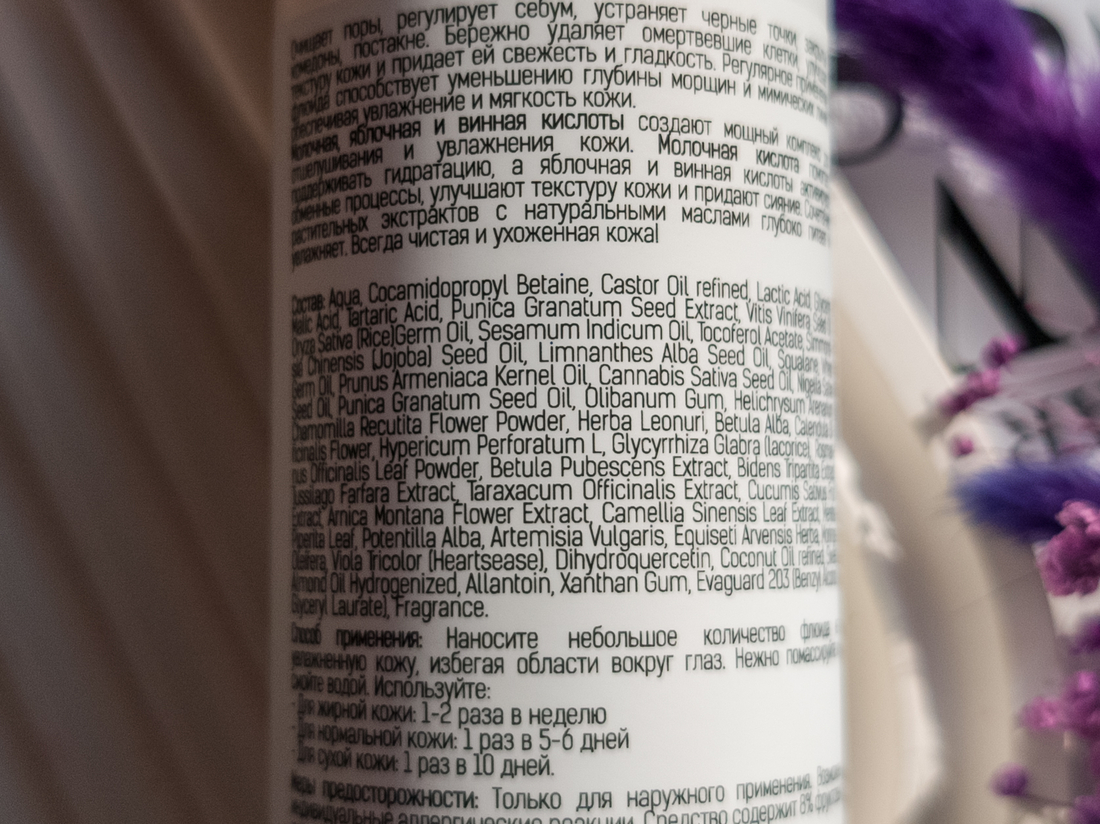 поры, регулирует себум, устраняет черные точки
комедоны, постакне. Бережно удаляет омертвевшие клетки,
текстуру кожи и придает ей свежесть и гладкость. Регулярное
флюида способствует уменьшению глубины морщин и мимических
обеспечивая увлажнение и мягкость кожи.
Молочная, яблочная и винная кислоты создают мощный комплекс
отшелушивания и увлажнения кожи. Молочная кислота
поддерживать гидратацию, а яблочная и винная кислоты
обменные процессы, улучшают текстуру кожи и придают сияние.
растительных экстрактов с натуральными маслами глубоко
увлажняет. Всегда чистая и ухоженная кожа!
Состав: Aqua, Cocamidopropyl Betaine, Castor Oil refined, Lactic Acid,
Malic Acid, Tartaric Acid, Punica Granatum Seed Extract, Vitis Vinifera
Oryza Sativa (Rice)Germ Oil, Sesamum Indicum Oil, Tocoferol Acetate,
Chinensis (Jojoba) Seed Oil, Limnanthes Alba Seed Oil, Squalane,
Germ Oil, Prunus Armeniaca Kernel Oil, Cannabis Sativa Seed Oil, Nigella
Seed Oil, Punica Granatum Seed Oil, Olibanum Gum, Helichrysum
Chamomilla Recutita Flower Powder, Herba Leonuri, Betula Alba,
Flower, Hypericum Perforatum L, Glycyrrhiza Glabra (lacorice),
Officinalis Leaf Powder, Betula Pubescens Extract, Bidens Tripartita
Tussilago Farfara Extract, Taraxacum Officinalis Extract, Cucumis Sativus
Extract, Arnica Montana Flower Extract, Camellia Sinensis Leaf Extract,
Leaf, Potentilla Alba, Artemisia Vulgaris, Equiseti Arvensis Herba,
Oleifera, Viola Tricolor (Heartsease), Dihydroquercetin, Coconut Oil refined,
Almond Oil Hydrogenized, Allantoin, Xanthan Gum, Evaguard 203 (Benzyl
Glyceryl Laurate), Fragrance.
Способ применения: Наносите небольшое количество флюида
увлажненную кожу, избегая области вокруг глаз. Нежно
смойте водой. Используйте:
- Для жирной кожи: 1-2 раза в неделю
- Для нормальной кожи: 1 раз в 5-6 дней
- Для сухой кожи: 1 раз в 10 дней.
Меры предосторожности: Только для наружного применения.
индивидуальные аллергические реакции. Средство содержит 8%